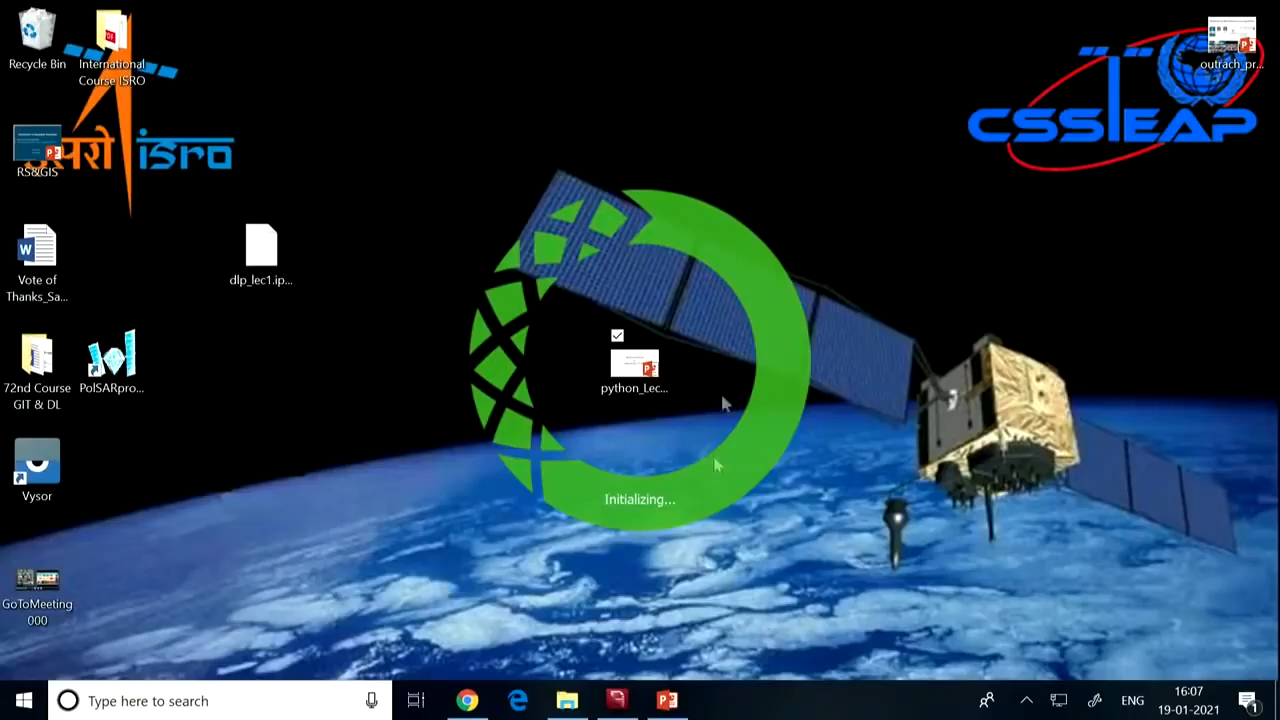 Recycle Bin
International
Course ISRO
outrach_pr...
CSSTEAP
इसरो isro
RS&GIS
Vote of
Thanks_Sa...
dlp_lec1.ip...
72nd Course
GIT & DL
PolSARpro...
python_Lec...
Vysor
Initializing...
GoToMeeting
000
Type here to search
ENG
16:07
19-01-2021
1